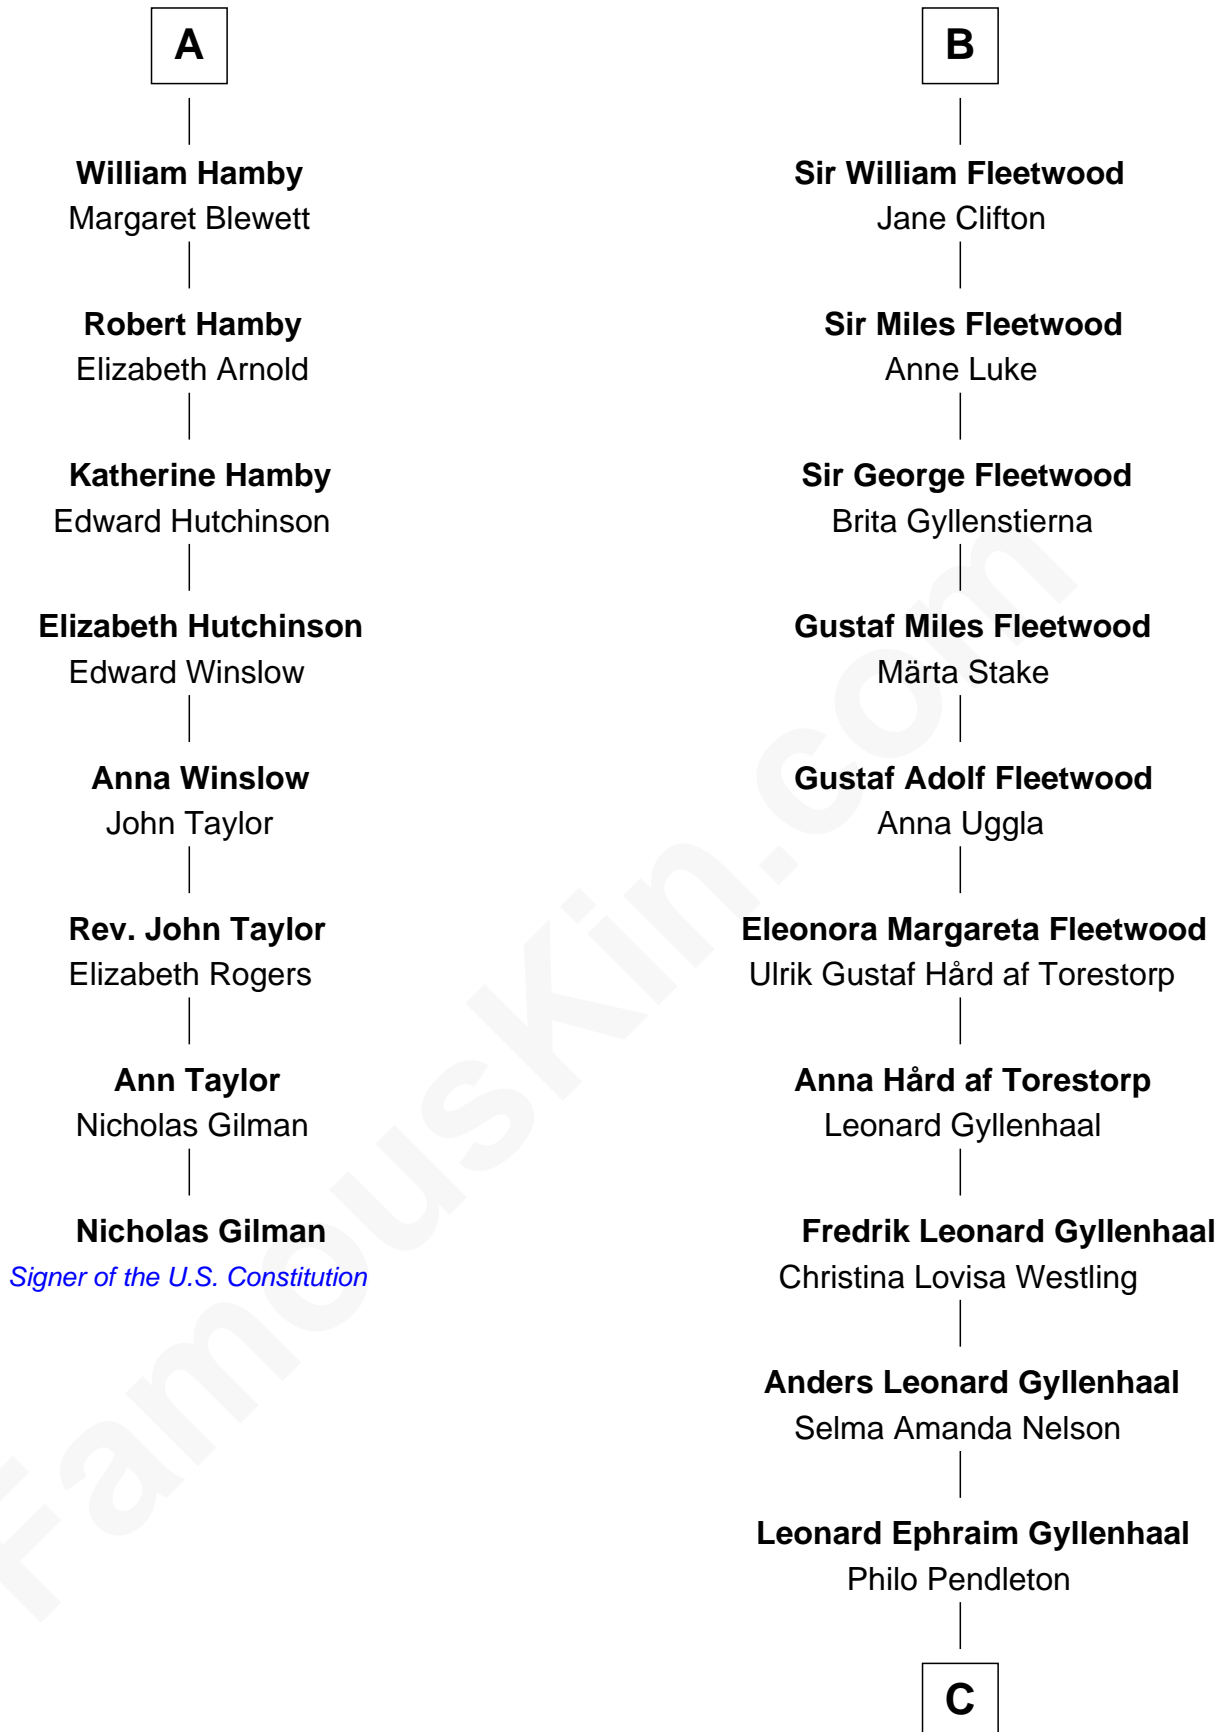 A
William Hamby
Margaret Blewett
Robert Hamby
Elizabeth Arnold
Katherine Hamby
Edward Hutchinson
Elizabeth Hutchinson
Edward Winslow
Anna Winslow
John Taylor
Rev. John Taylor
Elizabeth Rogers
Ann Taylor
Nicholas Gilman
Nicholas Gilman
Signer of the U.S. Constitution
B
Sir William Fleetwood
Jane Clifton
Sir Miles Fleetwood
Anne Luke
Sir George Fleetwood
Brita Gyllenstierna
Gustaf Miles Fleetwood
Märta Stake
Gustaf Adolf Fleetwood
Anna Uggla
Eleonora Margareta Fleetwood
Ulrik Gustaf Hård af Torestorp
Anna Hård af Torestorp
Leonard Gyllenhaal
Fredrik Leonard Gyllenhaal
Christina Lovisa Westling
Anders Leonard Gyllenhaal
Selma Amanda Nelson
Leonard Ephraim Gyllenhaal
Philo Pendleton
C
FamousKin.com